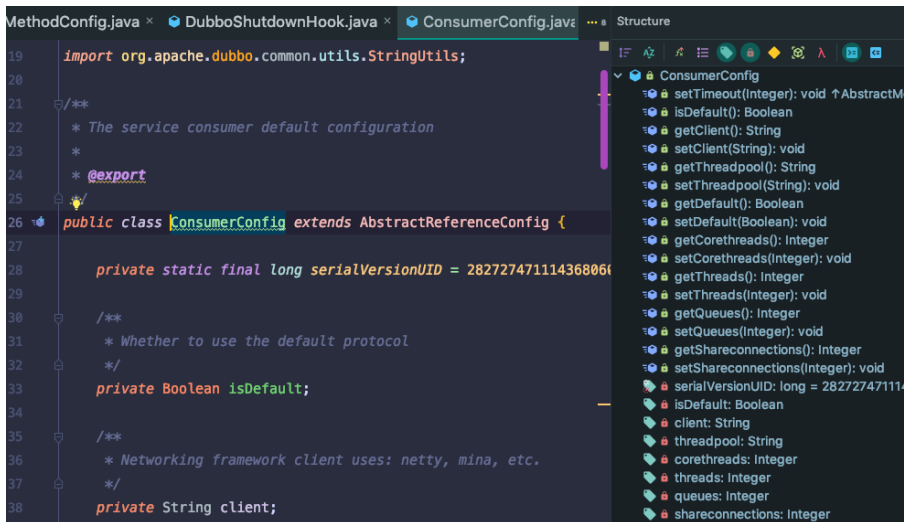 MethodConfig.java × DubboShutdownHook.java × ConsumerConfig.java ... 8 Structure
19 import org.apache.dubbo.common.utils.StringUtils;
20
21 /**
22 * The service consumer default configuration
23 *
24 * @export
25 */
26 public class ConsumerConfig extends AbstractReferenceConfig {
27
28 private static final long serialVersionUID = 282727471114368060
29
30 /**
31 * Whether to use the default protocol
32 */
33 private Boolean isDefault;
34
35 /**
36 * Networking framework client uses: netty, mina, etc.
37 */
38 private String client;
ConsumerConfig
setTimeout(Integer): void ↑AbstractM
isDefault(): Boolean
getClient(): String
setClient(String): void
getThreadpool(): String
setThreadpool(String): void
getDefault(): Boolean
setDefault(Boolean): void
getCorethreads(): Integer
setCorethreads(Integer): void
getThreads(): Integer
setThreads(Integer): void
getQueues(): Integer
setQueues(Integer): void
getShareconnections(): Integer
setShareconnections(Integer): void
serialVersionUID: long = 28272747111
isDefault: Boolean
client: String
threadpool: String
corethreads: Integer
threads: Integer
queues: Integer
shareconnections: Integer